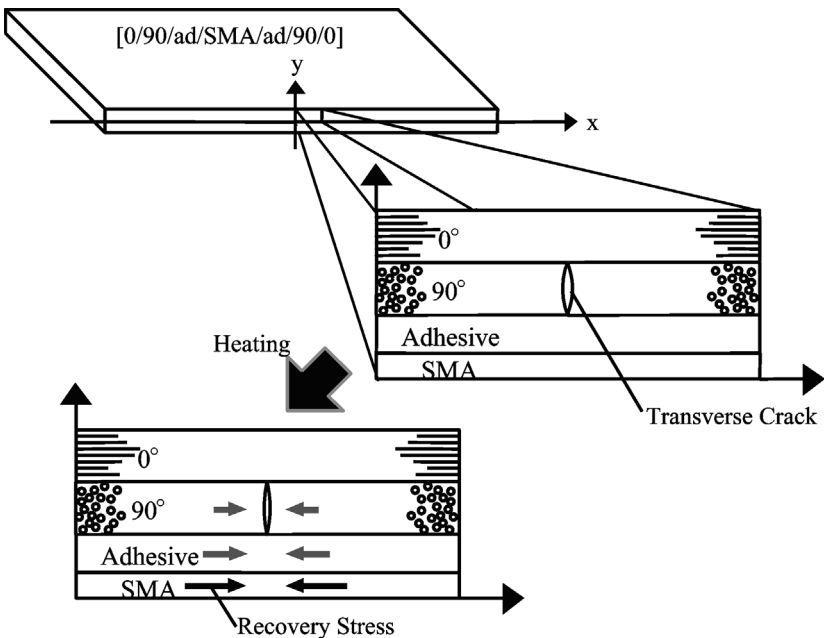 [0/90/ad/SMA/ad/90/0]
y
x
0°
90°
Adhesive
SMA
Transverse Crack
Heating
0°
90°
Adhesive
SMA
Recovery Stress